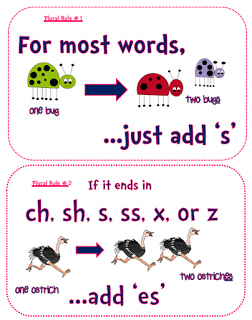 Plural Rule # 1
For most words,
one bug
two bugs
...just add 's'
Plural Rule # 2
If it ends in
ch, sh, s, ss, x, or z
one ostrich
two ostriches
...add 'es'